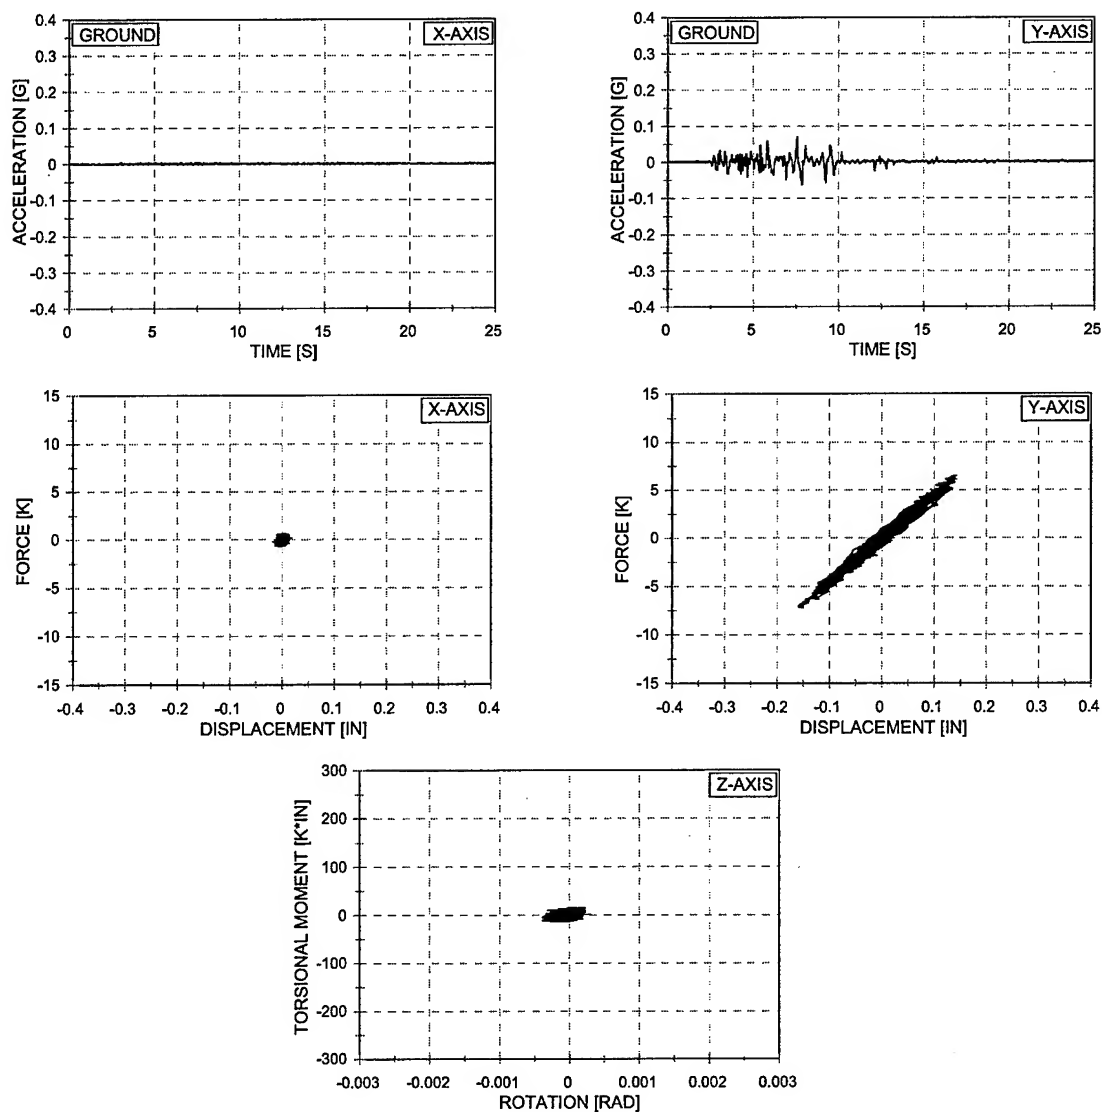 GROUND
X-AXIS
ACCELERATION [G]
0.4
0.3
0.2
0.1
0
-0.1
-0.2
-0.3
-0.4
0 5 10 15 20 25
TIME [S]
GROUND
Y-AXIS
ACCELERATION [G]
0.4
0.3
0.2
0.1
0
-0.1
-0.2
-0.3
-0.4
0 5 10 15 20 25
TIME [S]
X-AXIS
FORCE [K]
15
10
5
0
-5
-10
-15
-0.4 -0.3 -0.2 -0.1 0 0.1 0.2 0.3 0.4
DISPLACEMENT [IN]
Y-AXIS
FORCE [K]
15
10
5
0
-5
-10
-15
-0.4 -0.3 -0.2 -0.1 0 0.1 0.2 0.3 0.4
DISPLACEMENT [IN]
Z-AXIS
TORSIONAL MOMENT [K*IN]
300
200
100
0
-100
-200
-300
-0.003 -0.002 -0.001 0 0.001 0.002 0.003
ROTATION [RAD]